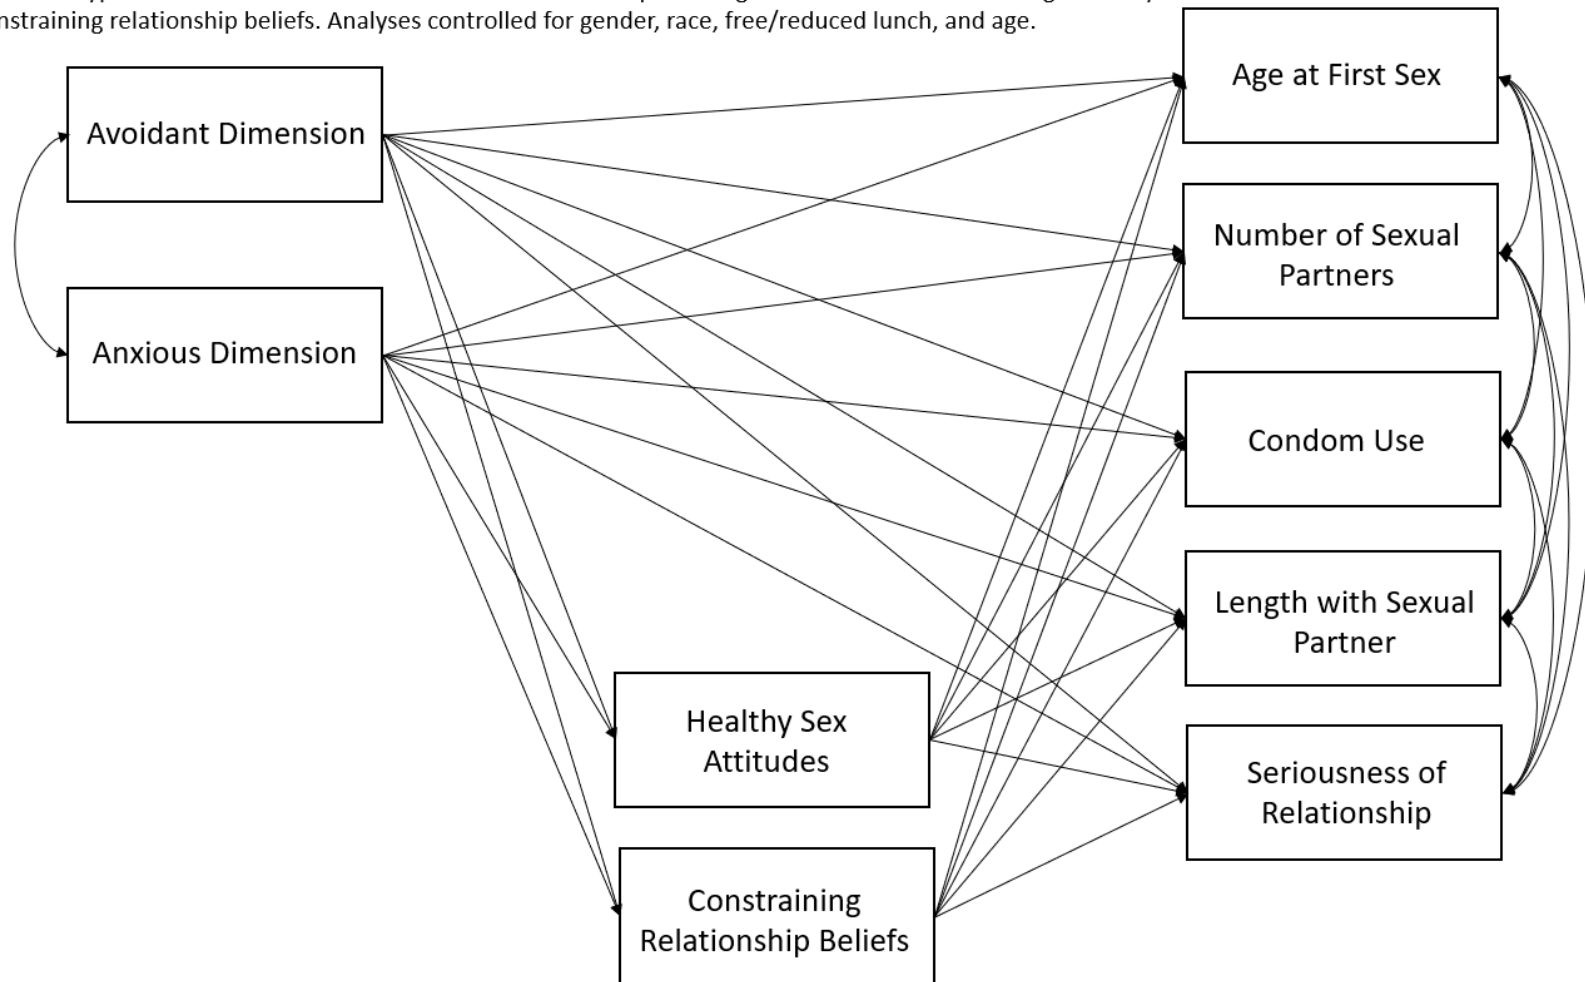 nstraining relationship beliefs. Analyses controlled for gender, race, free/reduced lunch, and age.
Age at First Sex
Avoidant Dimension
Number of Sexual
Partners
Anxious Dimension
Condom Use
Length with Sexual
Partner
Healthy Sex
Attitudes
Seriousness of
Relationship
Constraining
Relationship Beliefs